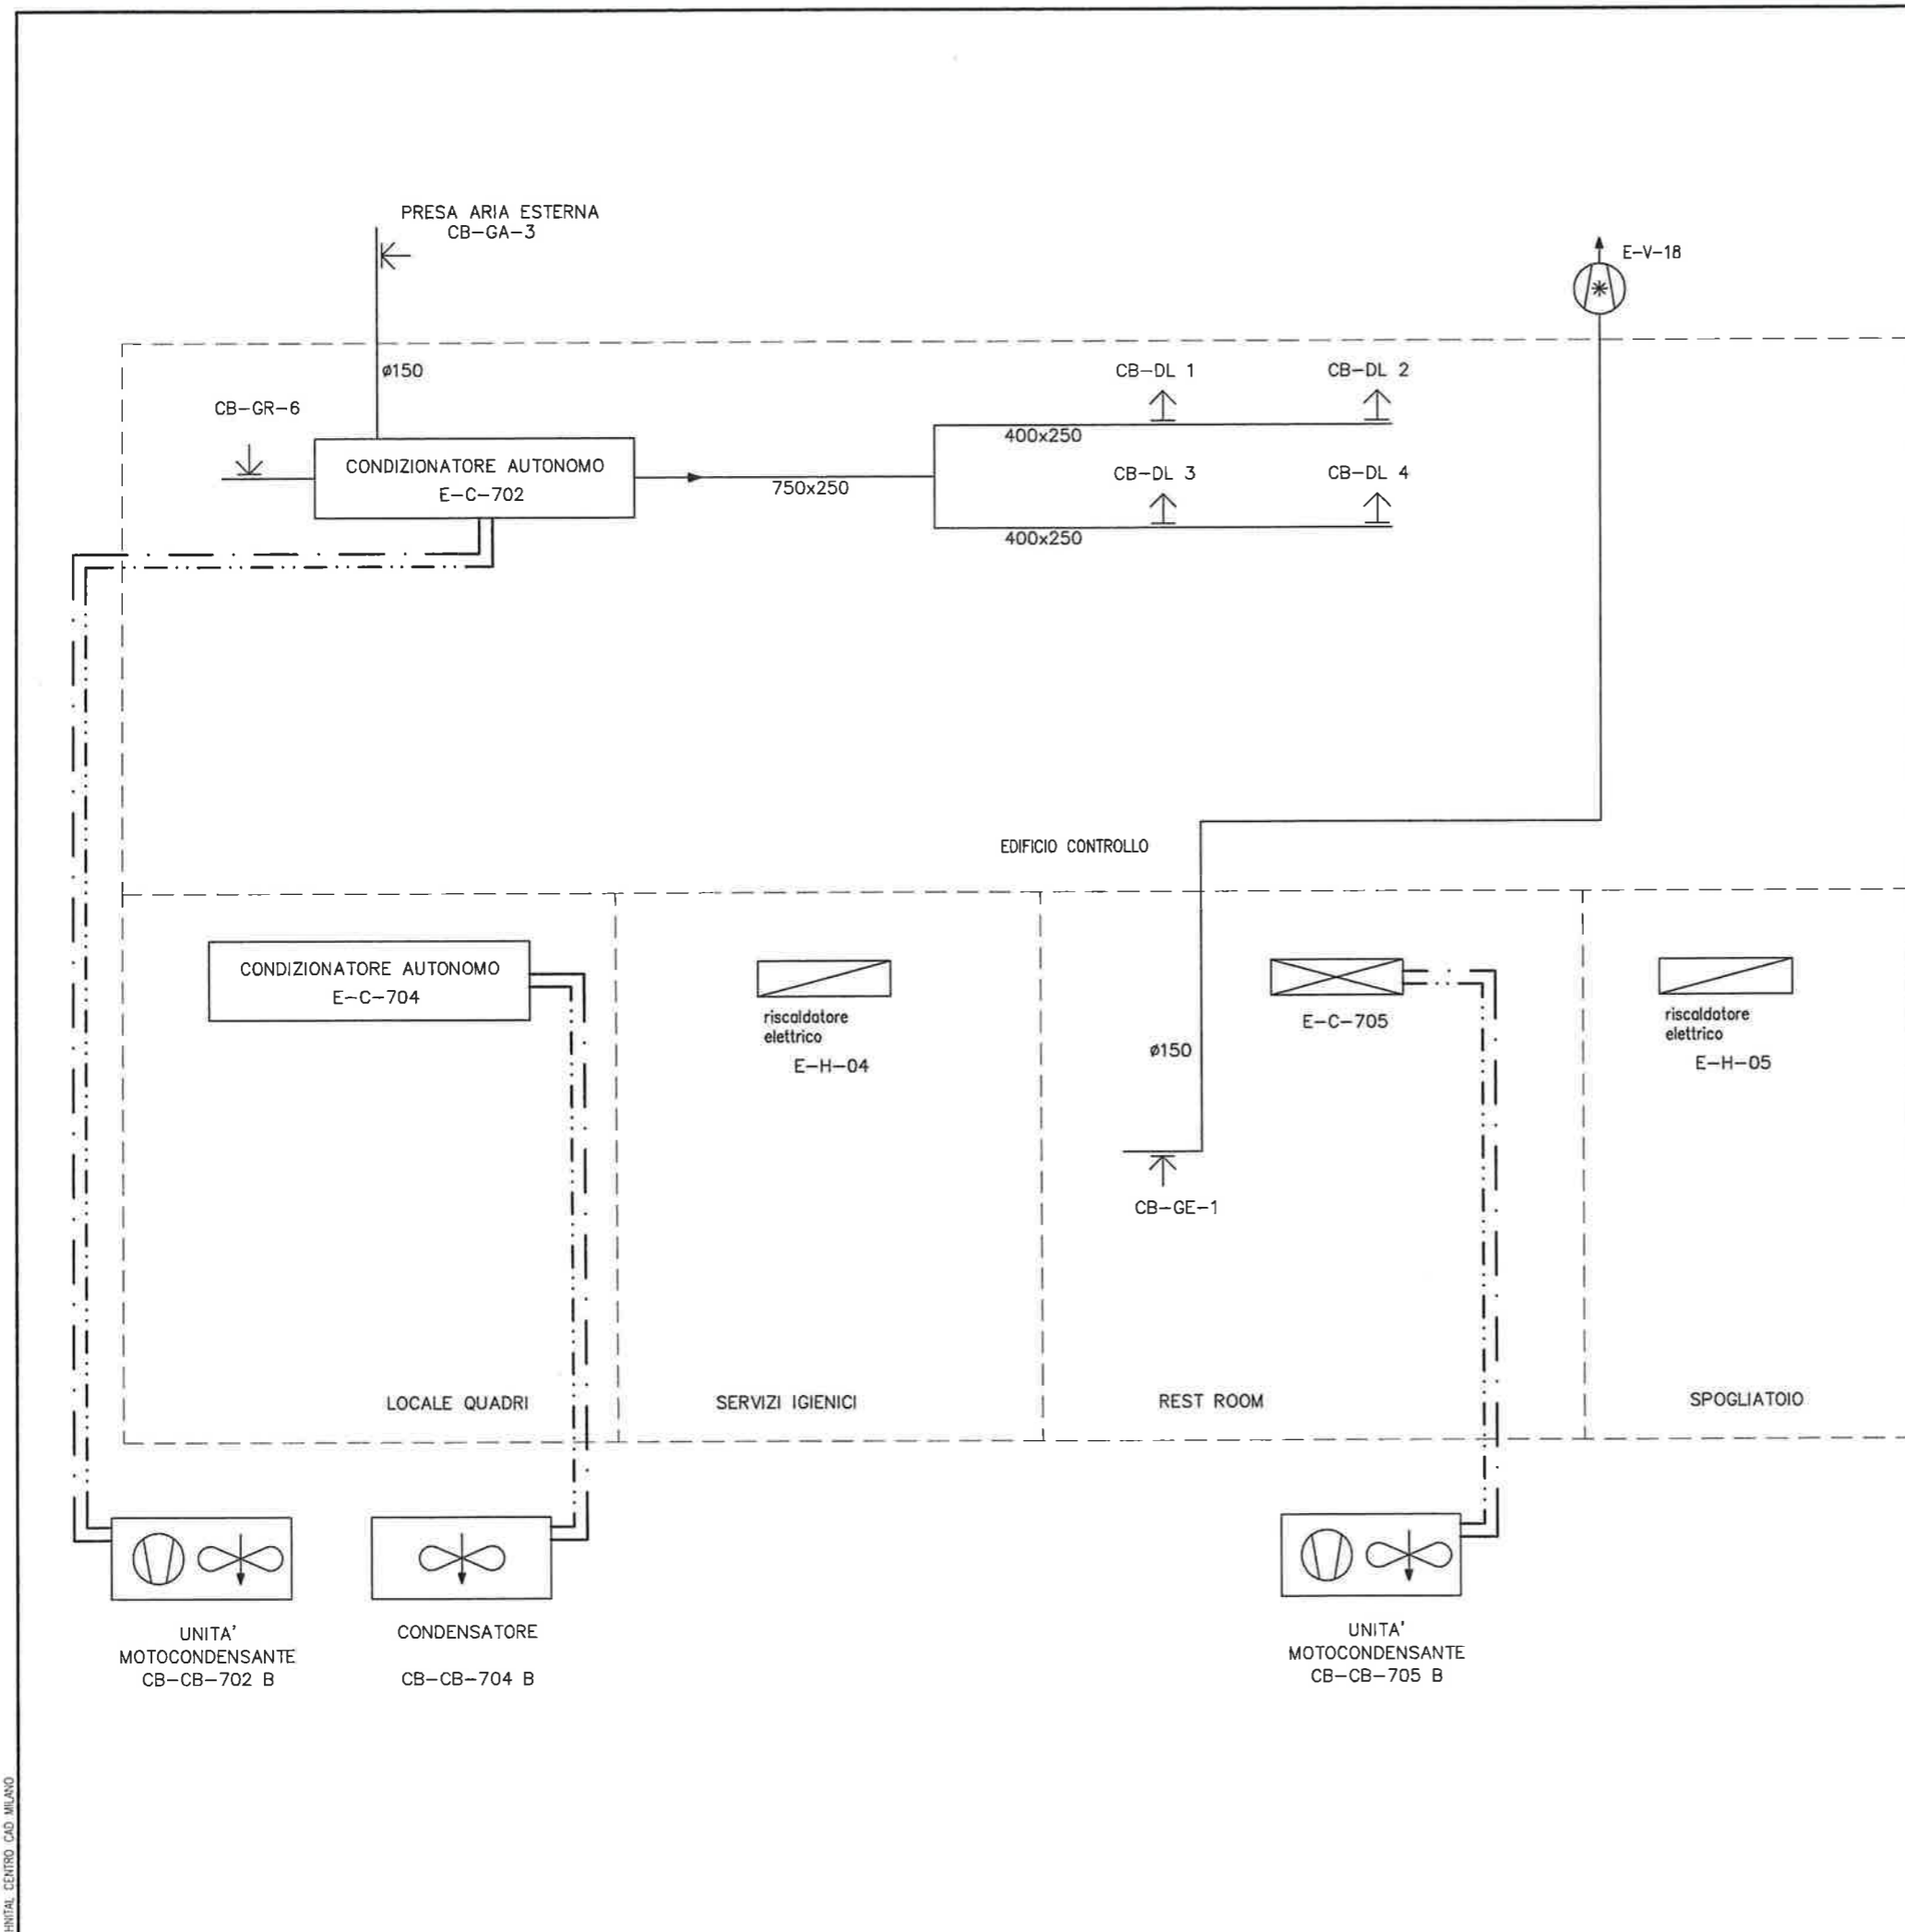 PRESA ARIA ESTERNA
CB-GA-3
E-V-18
ø150
CB-GR-6
CB-DL 1
CB-DL 2
400x250
CONDIZIONATORE AUTONOMO
E-C-702
750x250
CB-DL 3
CB-DL 4
400x250
EDIFICIO CONTROLLO
CONDIZIONATORE AUTONOMO
E-C-704
riscaldatore
elettrico
E-H-04
E-C-705
riscaldatore
elettrico
E-H-05
ø150
CB-GE-1
LOCALE QUADRI
SERVIZI IGIENICI
REST ROOM
SPOGLIATOIO
UNITA'
MOTOCONDENSANTE
CB-CB-702 B
CONDENSATORE
CB-CB-704 B
UNITA'
MOTOCONDENSANTE
CB-CB-705 B
CENTRO CAD MILANO